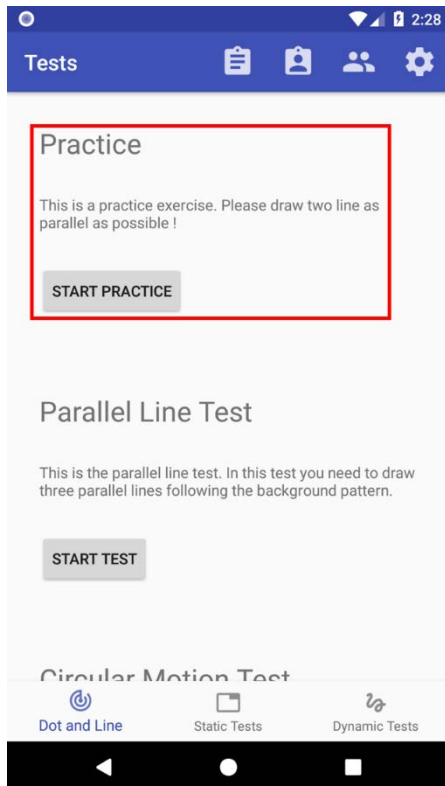 2:28
Tests
Practice
This is a practice exercise. Please draw two line as
parallel as possible !
START PRACTICE
Parallel Line Test
This is the parallel line test. In this test you need to draw
three parallel lines following the background pattern.
START TEST
Circular Motion Test
Dot and Line
Static Tests
Dynamic Tests